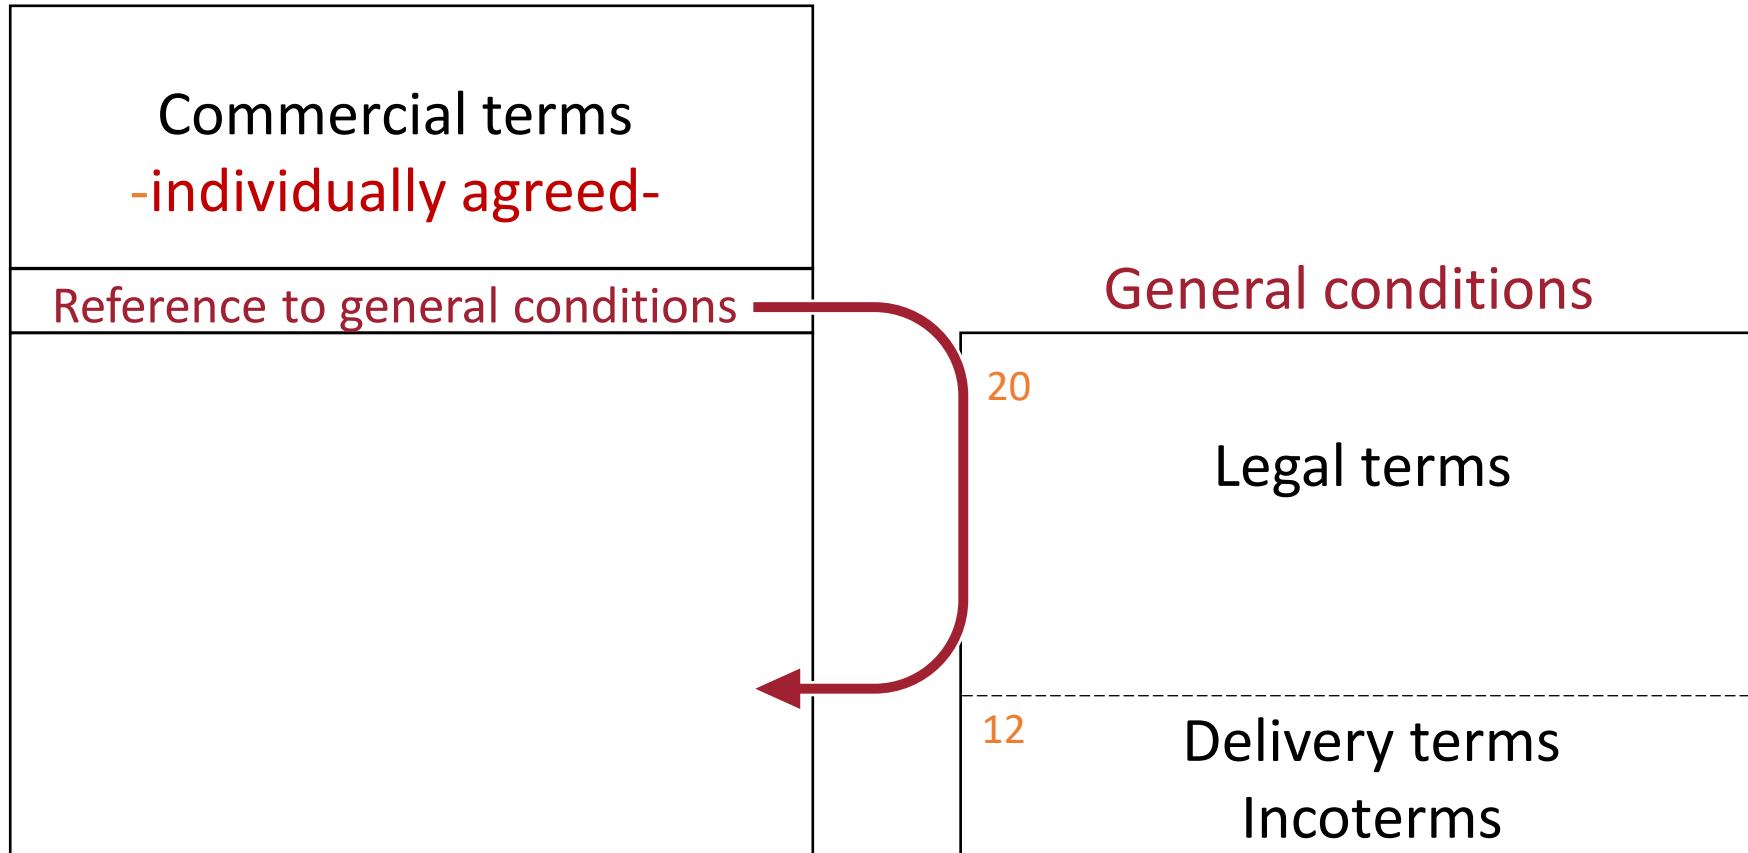 Commercial terms
-individually agreed-
Reference to general conditions
General conditions
20
Legal terms
12
Delivery terms
Incoterms